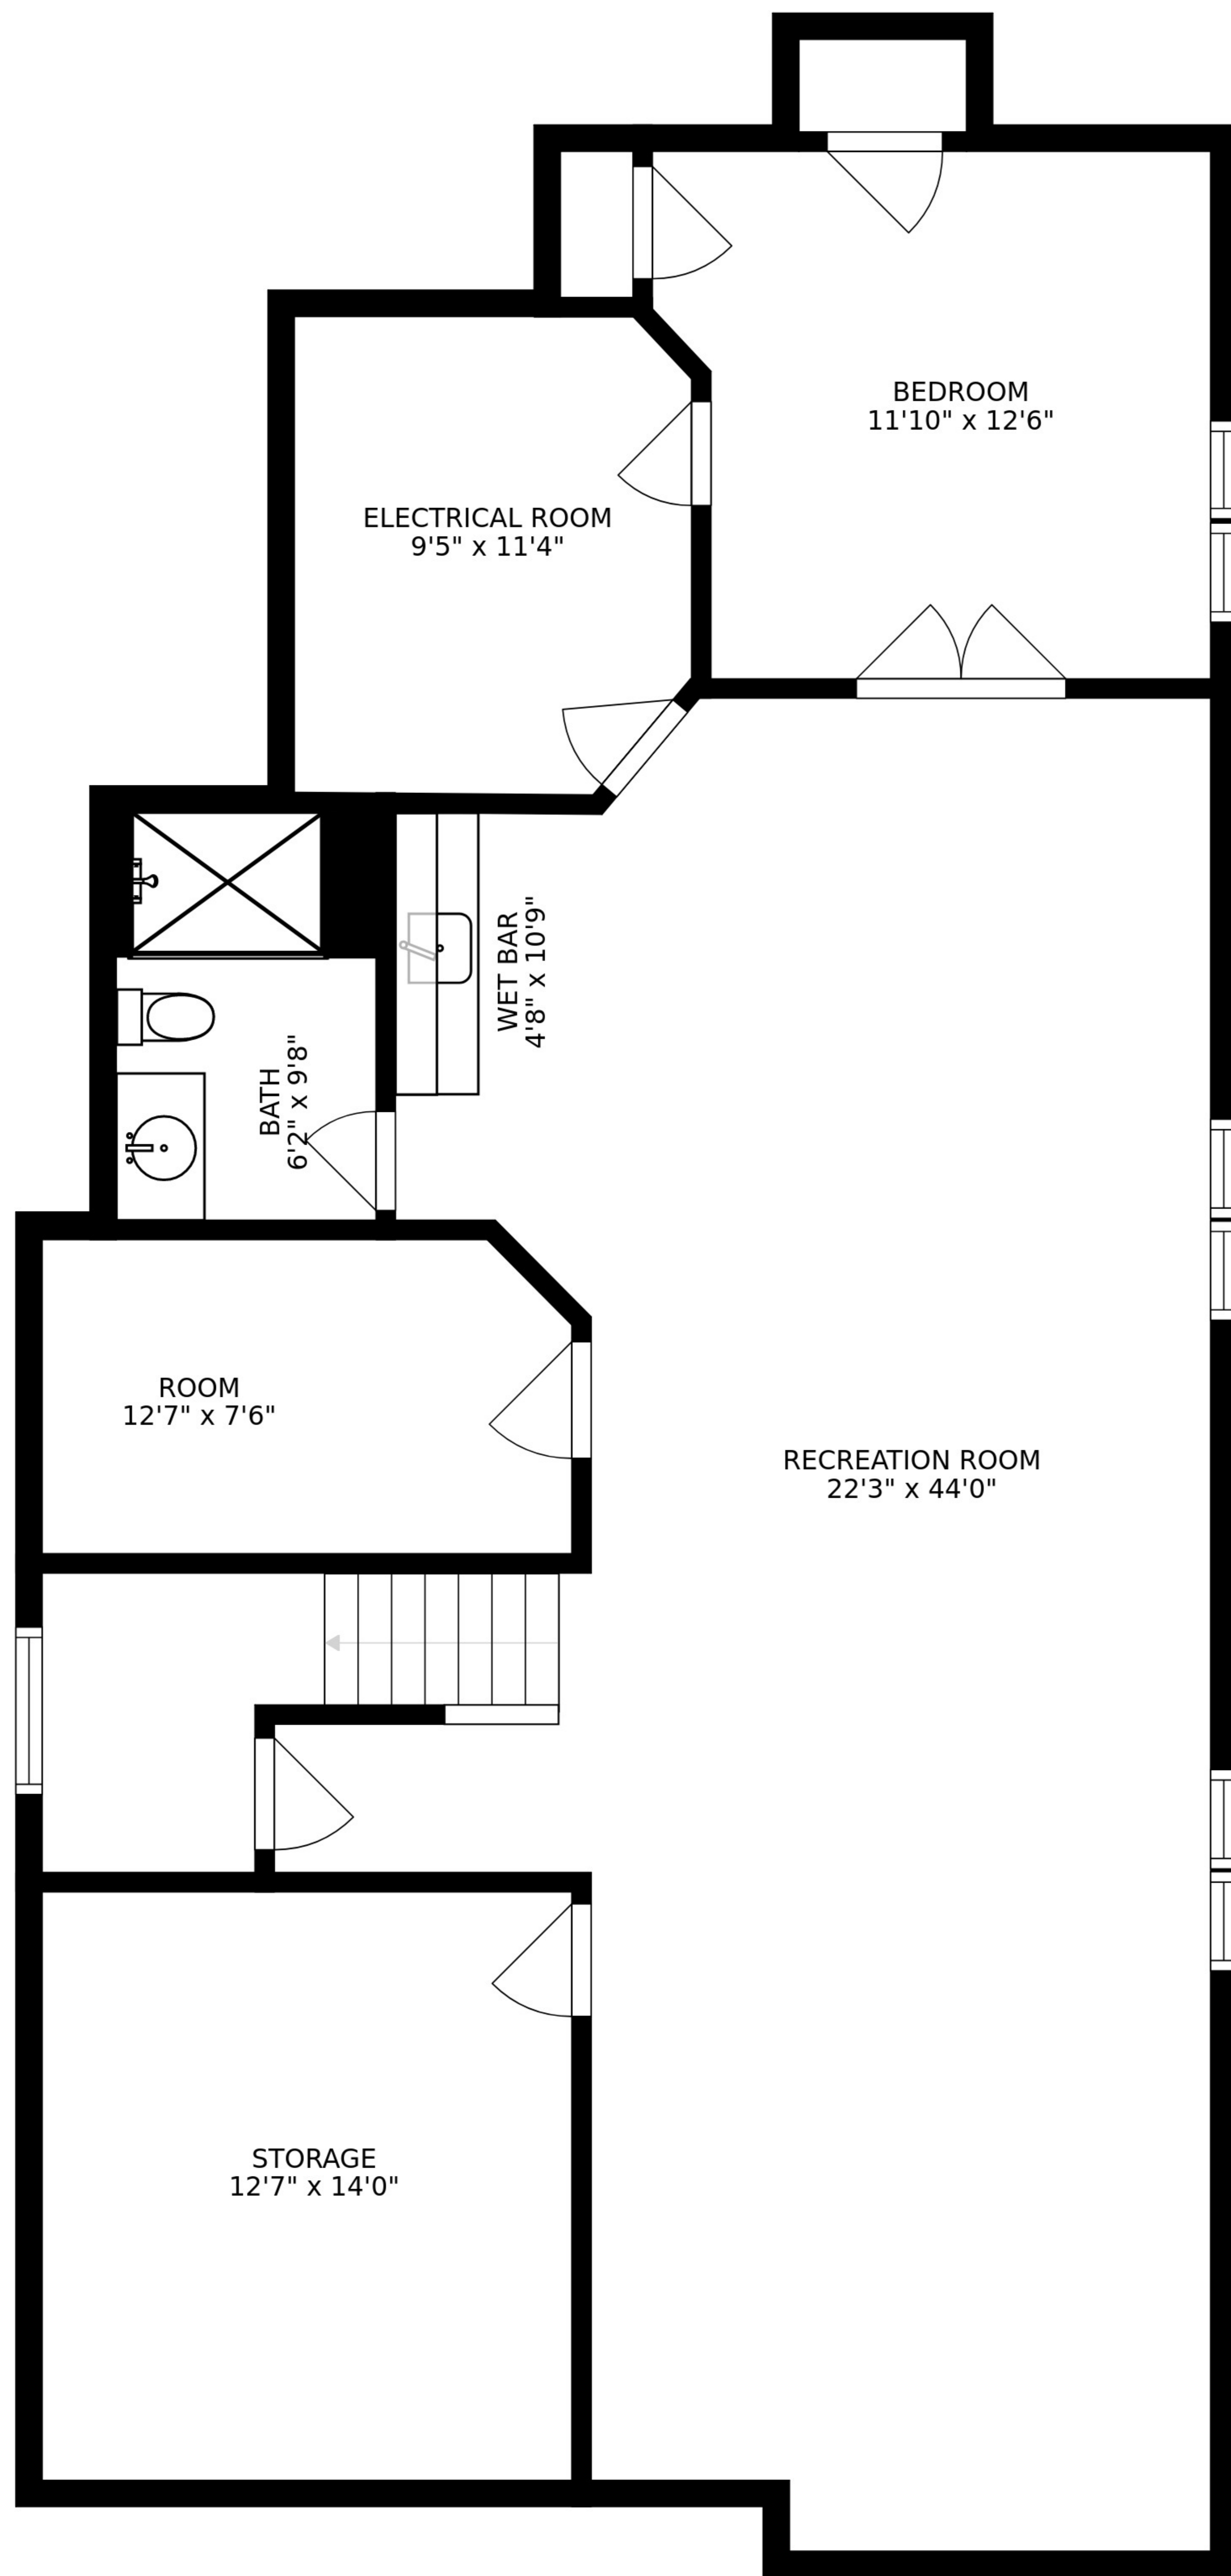 BEDROOM
11'10" x 12'6"
ELECTRICAL ROOM
9'5" x 11'4"
WET BAR
4'8" x 10'9"
BATH
6'2" x 9'8"
ROOM
12'7" x 7'6"
RECREATION ROOM
22'3" x 44'0"
STORAGE
12'7" x 14'0"